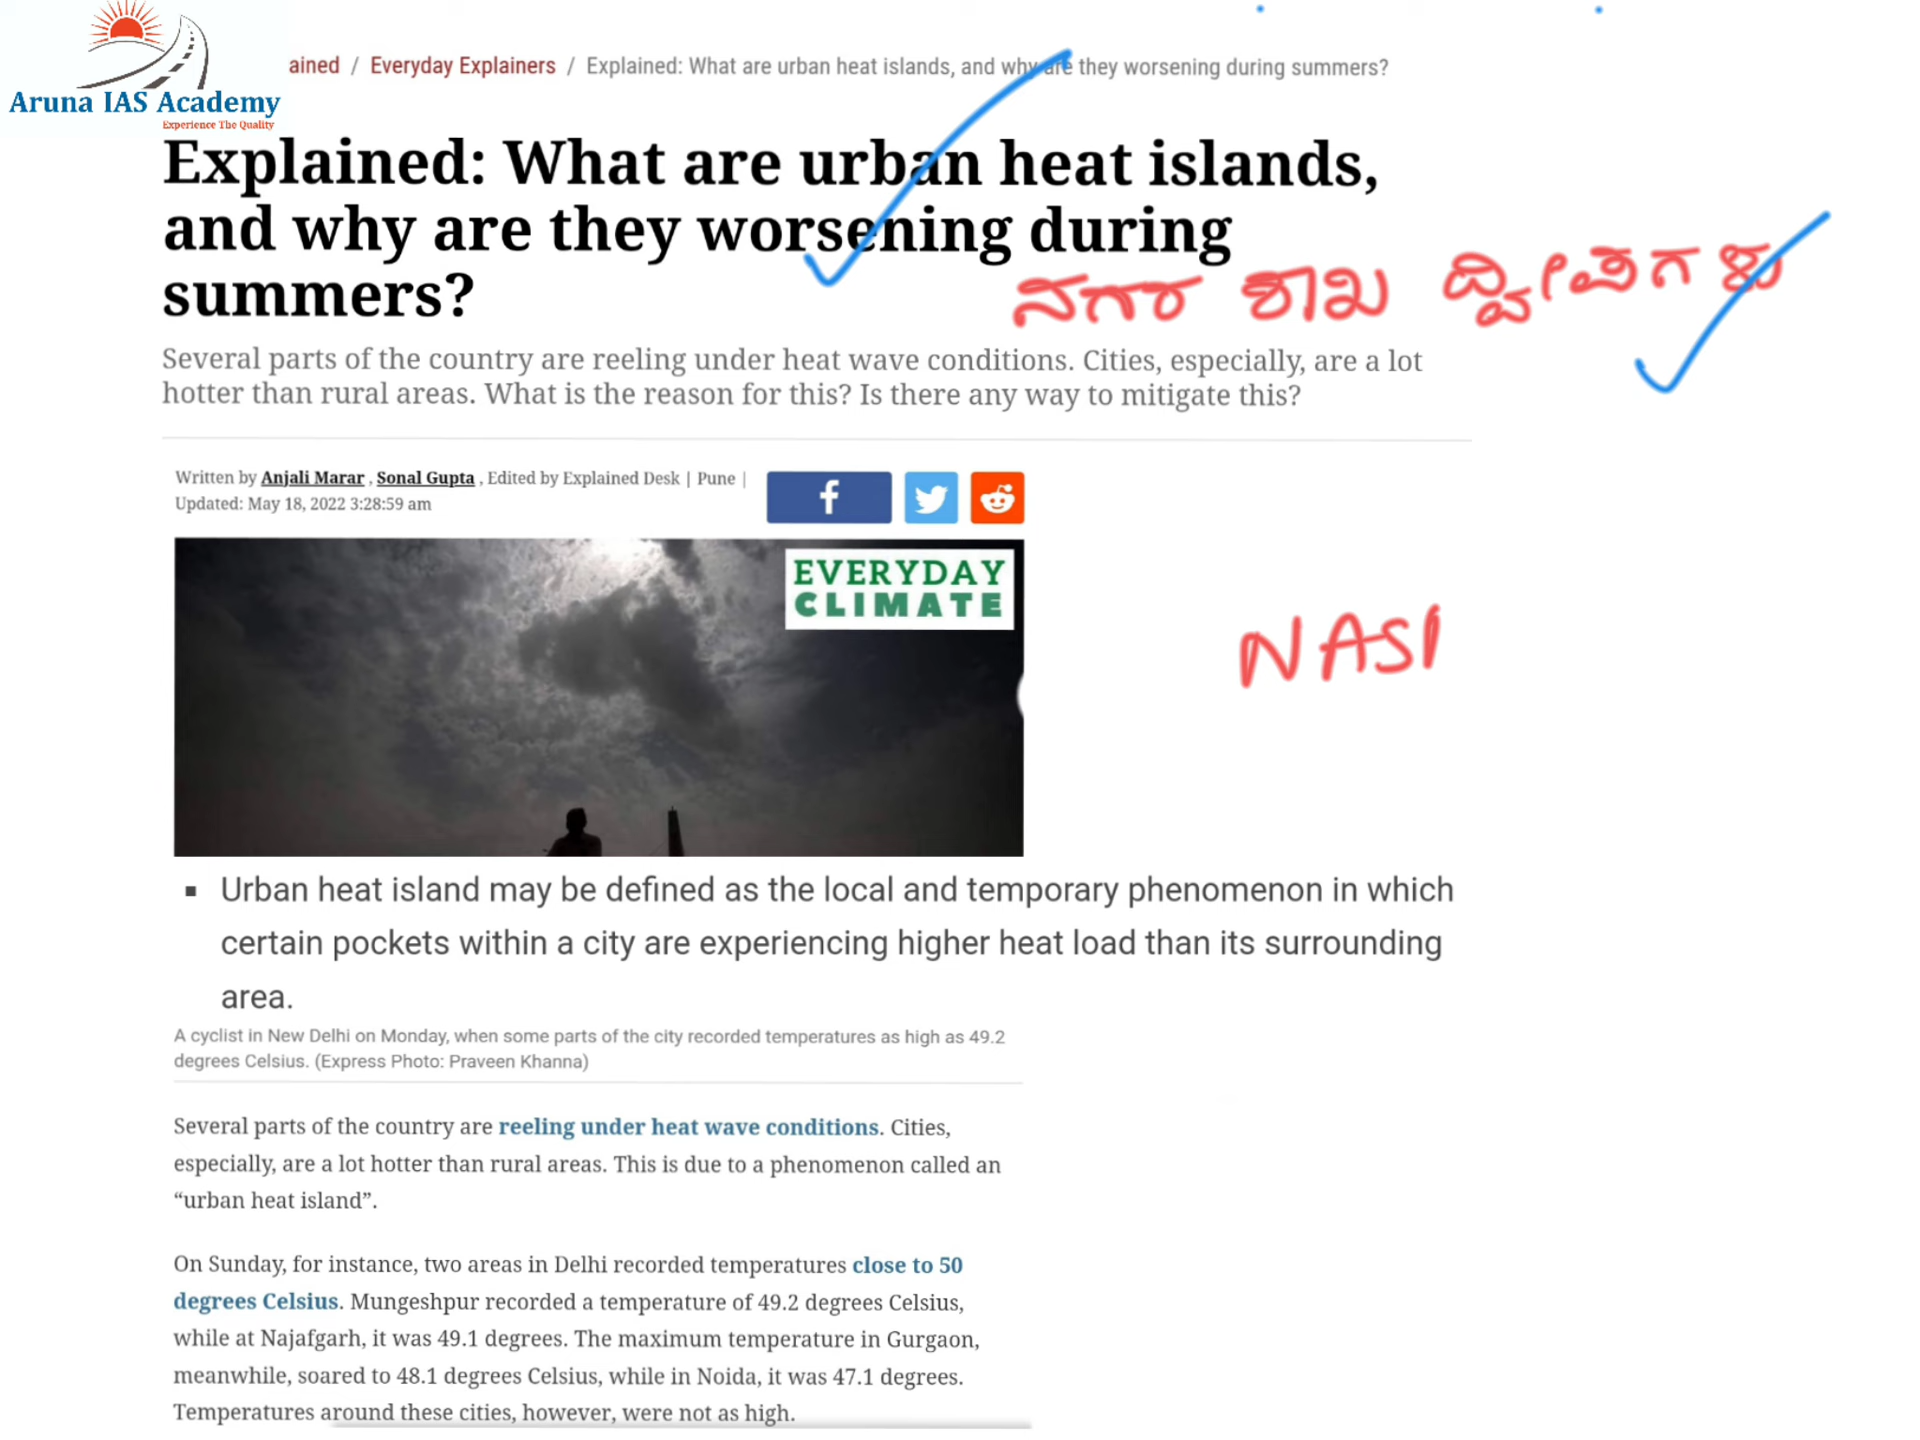 Aruna IAS Academy
Experience The Quality
ained / Everyday Explainers / Explained: What are urban heat islands, and why are they worsening during summers?
Explained: What are urban heat islands,
and why are they worsening during
summers?
ನಗರ ಶಾಖ ದ್ವೀಪಗಳು
Several parts of the country are reeling under heat wave conditions. Cities, especially, are a lot
hotter than rural areas. What is the reason for this? Is there any way to mitigate this?
Written by Anjali Marar , Sonal Gupta , Edited by Explained Desk | Pune |
Updated: May 18, 2022 3:28:59 am
EVERYDAY
CLIMATE
NASI
▪ Urban heat island may be defined as the local and temporary phenomenon in which
certain pockets within a city are experiencing higher heat load than its surrounding
area.
A cyclist in New Delhi on Monday, when some parts of the city recorded temperatures as high as 49.2
degrees Celsius. (Express Photo: Praveen Khanna)
Several parts of the country are reeling under heat wave conditions. Cities,
especially, are a lot hotter than rural areas. This is due to a phenomenon called an
“urban heat island”.
On Sunday, for instance, two areas in Delhi recorded temperatures close to 50
degrees Celsius. Mungeshpur recorded a temperature of 49.2 degrees Celsius,
while at Najafgarh, it was 49.1 degrees. The maximum temperature in Gurgaon,
meanwhile, soared to 48.1 degrees Celsius, while in Noida, it was 47.1 degrees.
Temperatures around these cities, however, were not as high.